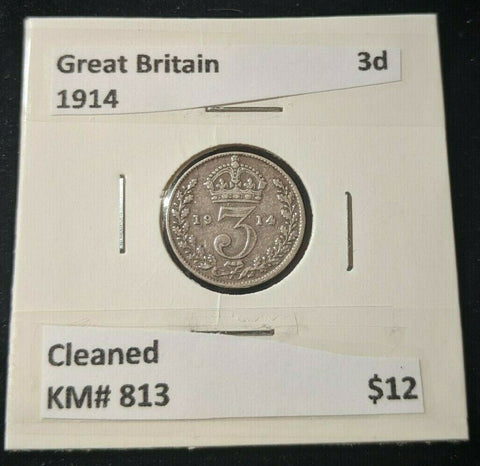 Great Britain 3d
1914
19 3 14
Cleaned
KM# 813 $12